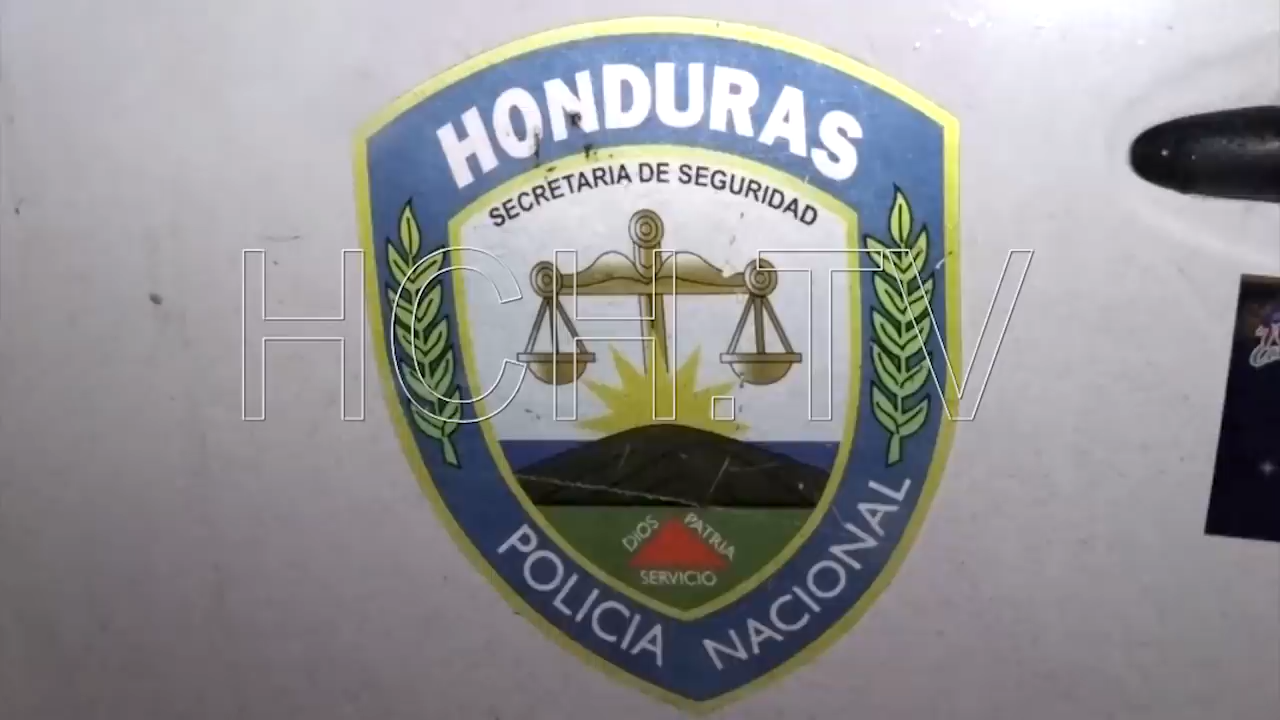 HONDURAS
SECRETARIA DE SEGURIDAD
HCH.TV
DIOS
PATRIA
SERVICIO
POLICIA NACIONAL